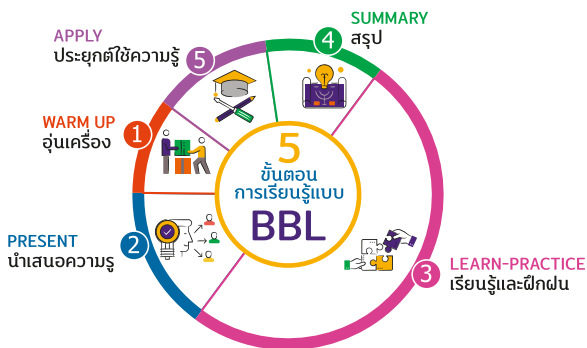 5
ขั้นตอน
การเรียนรู้แบบ
BBL
1
WARM UP
อุ่นเครื่อง
2
PRESENT
นำเสนอความรู
3
LEARN-PRACTICE
เรียนรู้และฝึกฝน
4
SUMMARY
สรุป
5
APPLY
ประยุกต์ใช้ความรู้